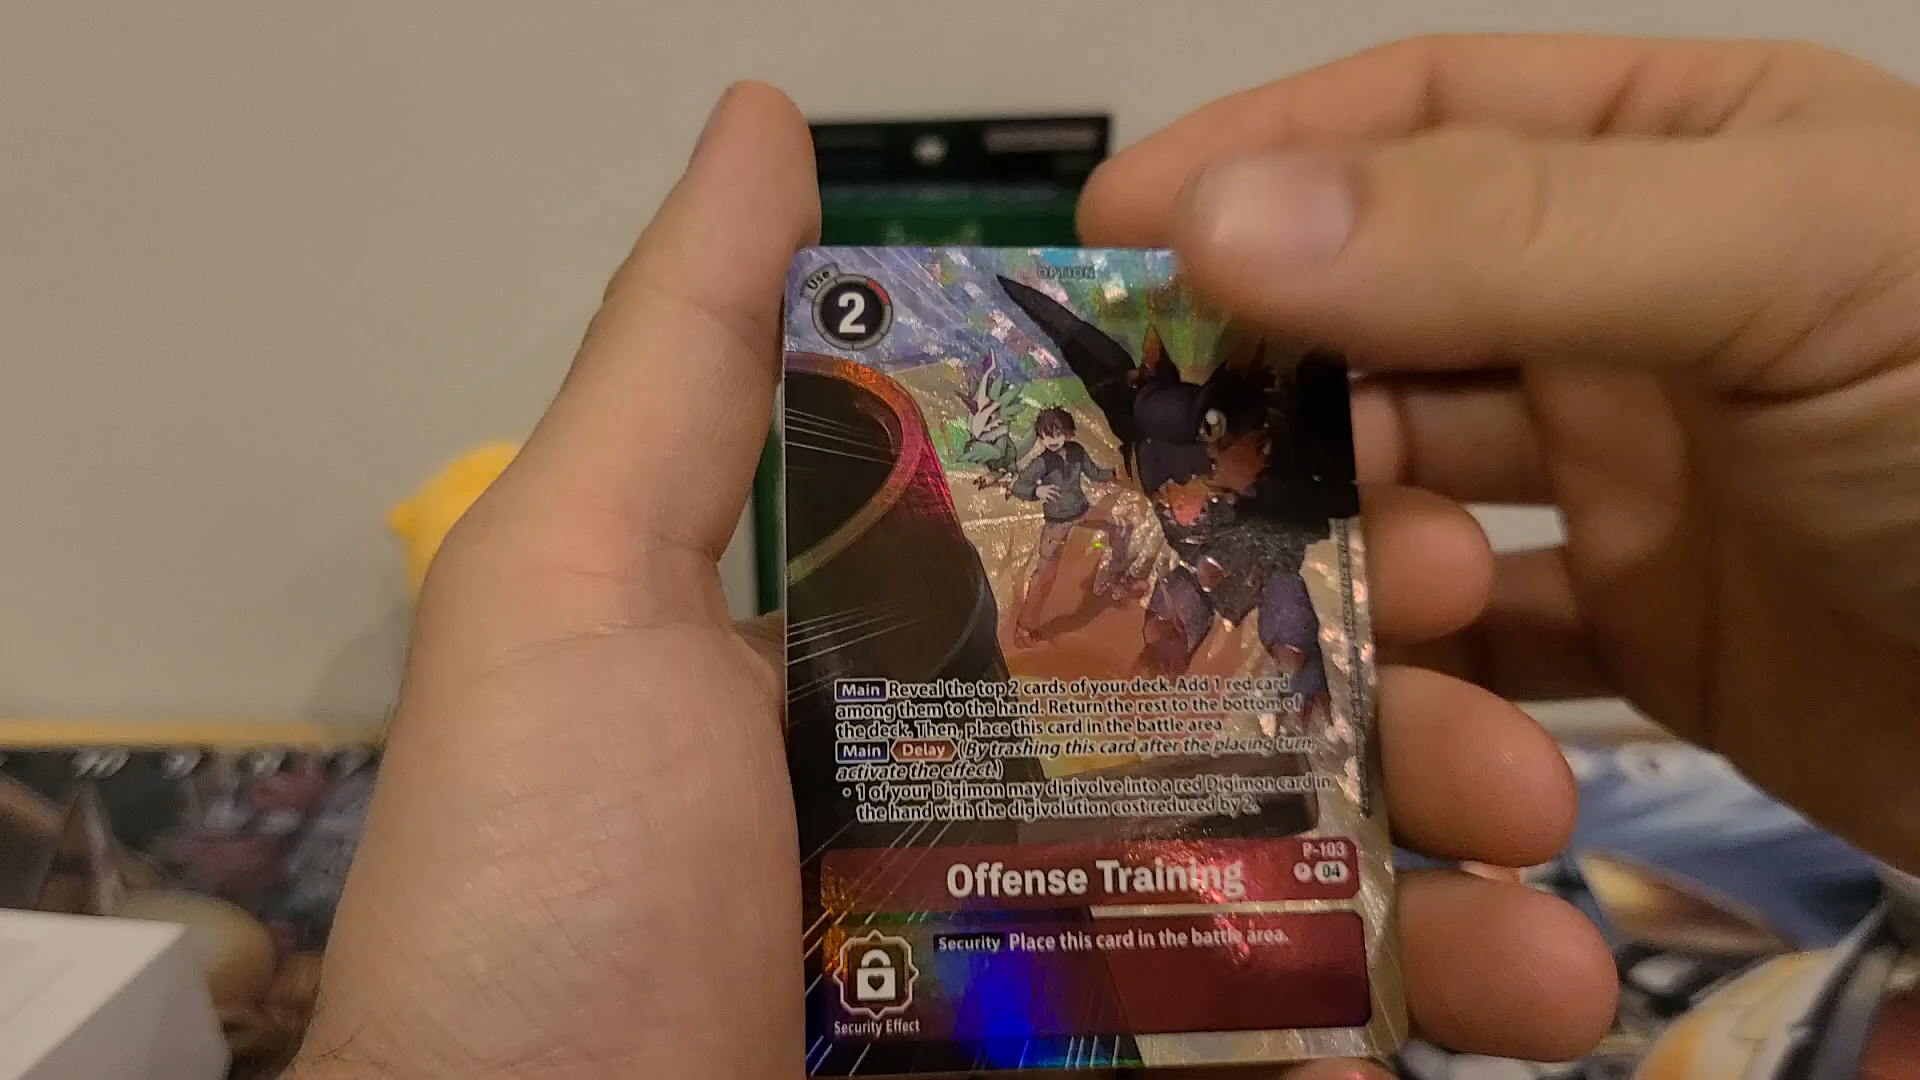 OPTION
Use
2
Main Reveal the top 2 cards of your deck. Add 1 red card
among them to the hand. Return the rest to the bottom of
the deck. Then, place this card in the battle area.
Main Delay (By trashing this card after the placing turn,
activate the effect.)
• 1 of your Digimon may digivolve into a red Digimon card in
the hand with the digivolution cost reduced by 2.
P-103
Offense Training
04
Security Place this card in the battle area.
Security Effect